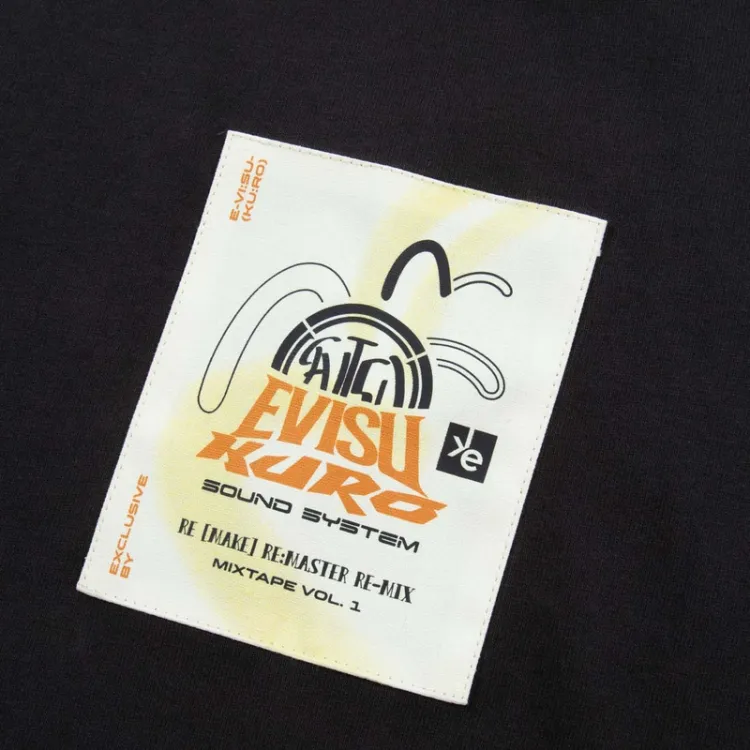 E-VI:SU-
(KU:RO)
EVISU
KURO
SOUND SYSTEM
RE [MAKE] RE:MASTER RE-MIX
MIXTAPE VOL. 1
EXCLUSIVE
BY